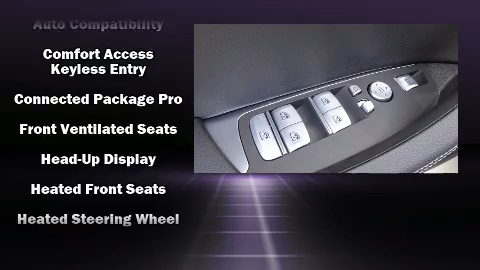 Auto Compatibility
Comfort Access
Keyless Entry
Connected Package Pro
Front Ventilated Seats
Head-Up Display
Heated Front Seats
Heated Steering Wheel